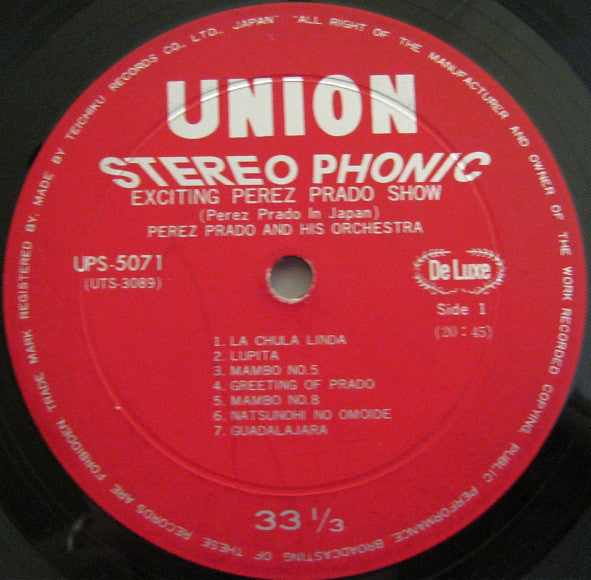 TRADE MARK REGISTERED BY, MADE BY TEICHIKU RECORDS CO., LTD., JAPAN" "ALL RIGHT OF THE MANUFACTURER AND OWNER OF THE WORK RECORDED COPYING, PUBLIC PERFORMANCE, BROADCASTING OF THESE RECORDS ARE FORBIDDEN
UNION
STEREO PHONIC
EXCITING PEREZ PRADO SHOW
(Perez Prado In Japan)
PEREZ PRADO AND HIS ORCHESTRA
UPS-5071
(UTS-3089)
De Luxe
Side 1
(20:45)
1. LA CHULA LINDA
2. LUPITA
3. MAMBO NO.5
4. GREETING OF PRADO
5. MAMBO NO.8
6. NATSUNOHI NO OMOIDE
7. GUADALAJARA
33 1/3